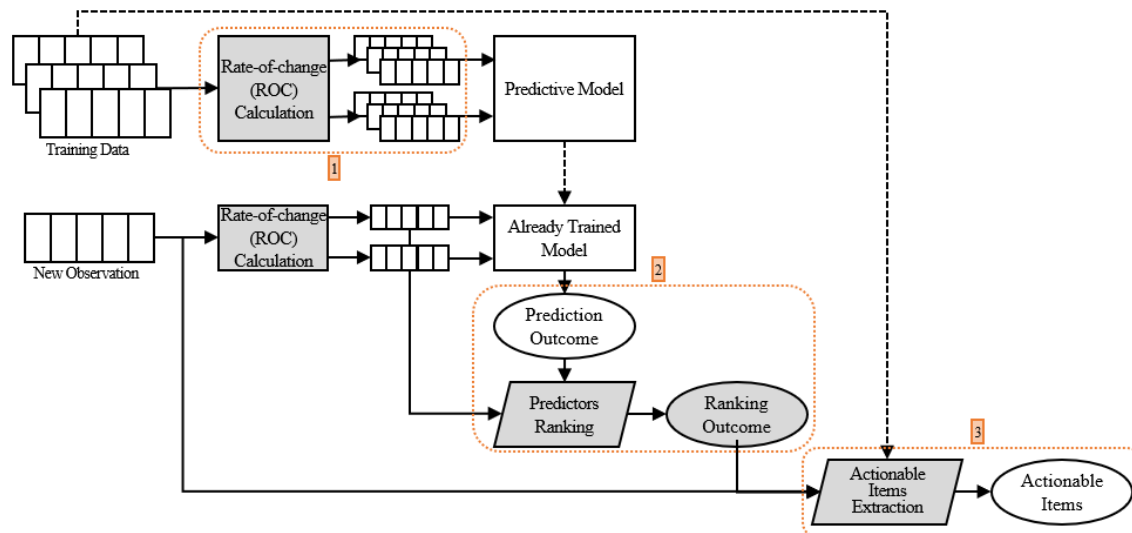 Training Data
Rate-of-change
(ROC)
Calculation
Predictive Model
1
New Observation
Rate-of-change
(ROC)
Calculation
Already Trained
Model
2
Prediction
Outcome
Predictors
Ranking
Ranking
Outcome
3
Actionable
Items
Extraction
Actionable
Items